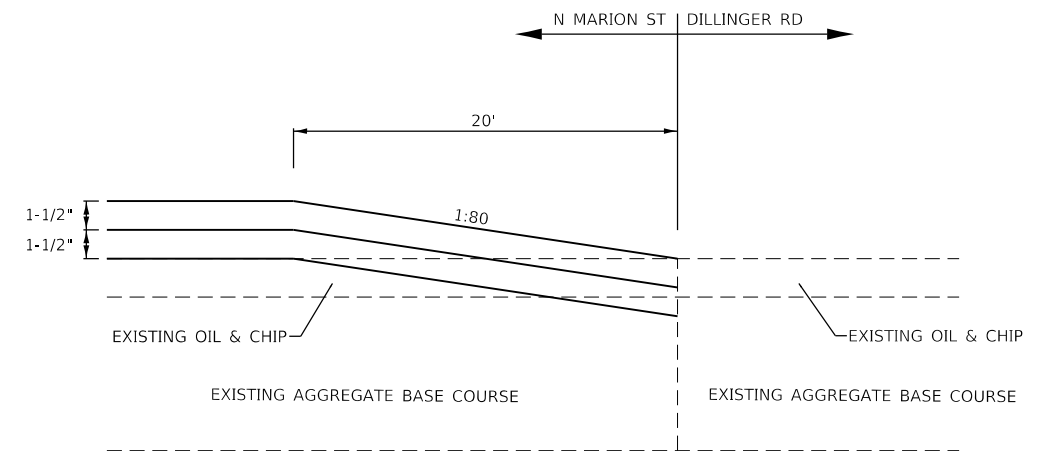 N MARION ST
DILLINGER RD
20'
1-1/2"
1:80
1-1/2"
EXISTING OIL & CHIP
EXISTING OIL & CHIP
EXISTING AGGREGATE BASE COURSE
EXISTING AGGREGATE BASE COURSE